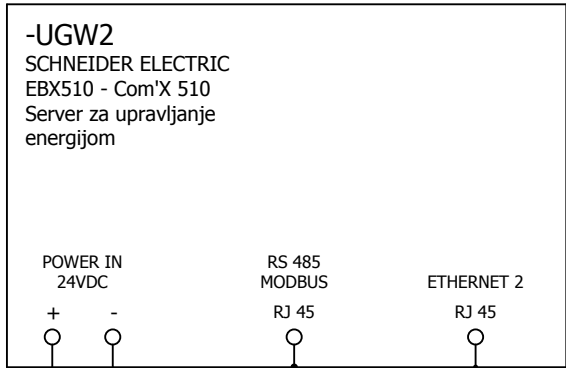 -UGW2
SCHNEIDER ELECTRIC
EBX510 - Com'X 510
Server za upravljanje
energijom
POWER IN
24VDC
+ -
RS 485
MODBUS
RJ 45
ETHERNET 2
RJ 45